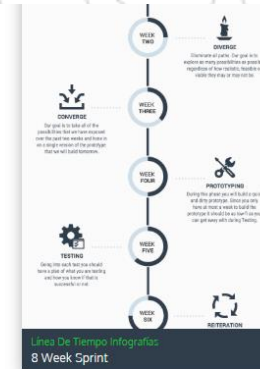 WEEK
TWO
DIVERGE
Illuminate all paths. Our goal is to
explore as many possibilities as possible
regardless of how realistic, feasible or
viable they may or may not be.
CONVERGE
Our goal is to take all of the
possibilities that we have exposed
over the past two weeks and hone in
on a single version of the prototype
that we will build tomorrow.
WEEK
THREE
WEEK
FOUR
PROTOTYPING
During this phase you will build a quick
and dirty prototype. Since you only
have at most a week to build the
prototype it should be as
can get away with during Testing.
TESTING
Going into each test you should
have a plan of what you are testing
and how you know if that is
successful or not.
WEEK
FIVE
WEEK
SIX
REITERATION
Línea De Tiempo Infografías
8 Week Sprint